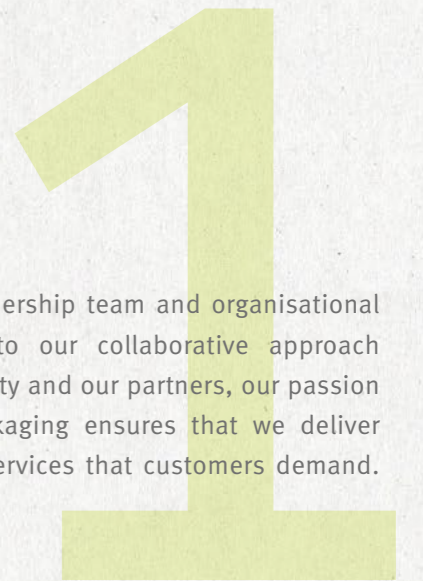 1
ership team and organisational
to our collaborative approach
ty and our partners, our passion
kaging ensures that we deliver
ervices that customers demand.